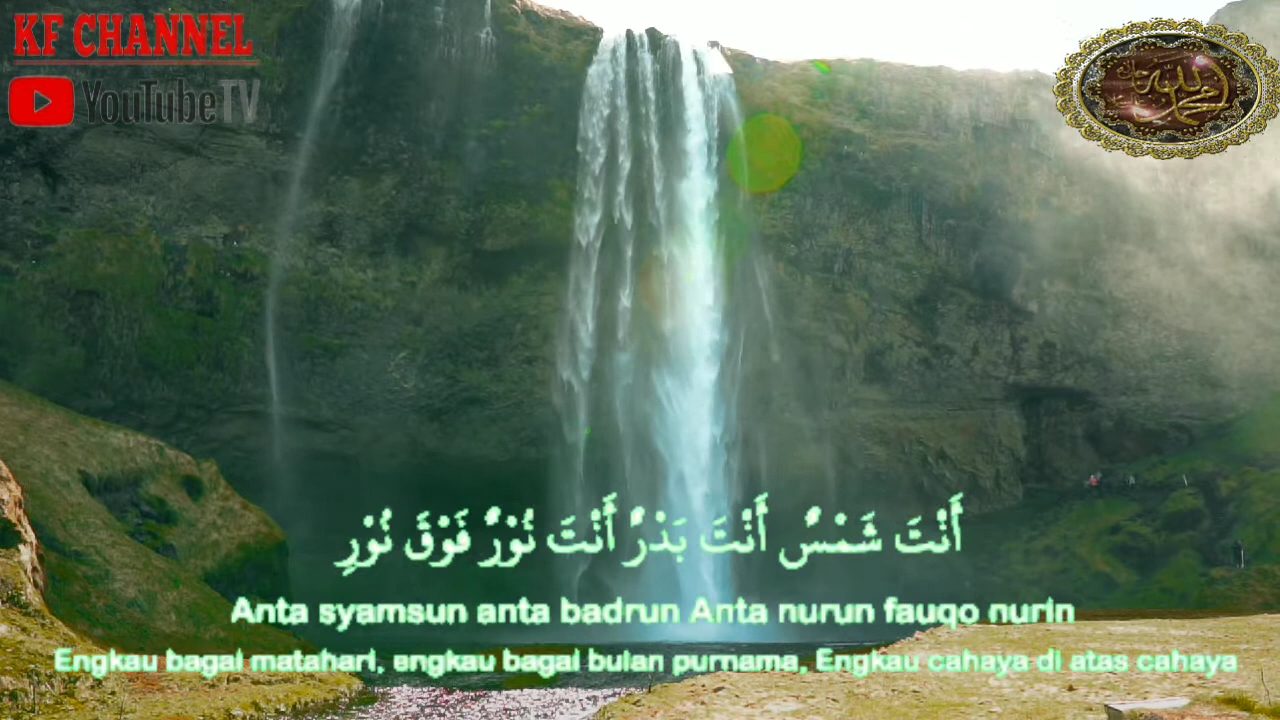 KF CHANNEL
YouTubeTV
أَنْتَ شَمْسٌ أَنْتَ بَدْرٌ أَنْتَ نُوْرٌ فَوْقَ نُوْرٍ
Anta syamsun anta badrun Anta nurun fauqo nurin
Engkau bagai matahari, engkau bagai bulan purnama, Engkau cahaya di atas cahaya